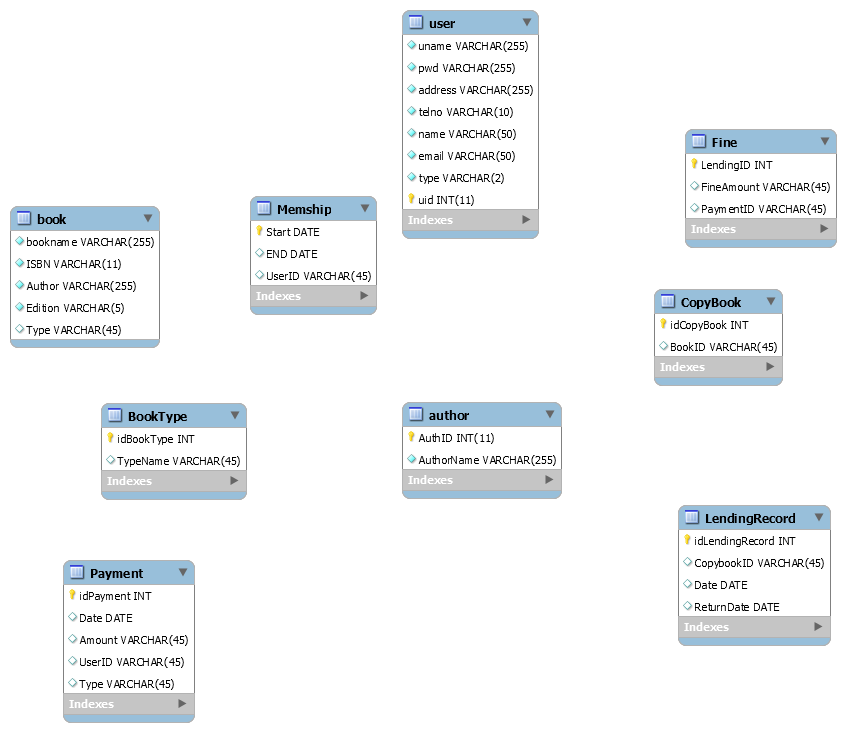 user
uname VARCHAR(255)
pwd VARCHAR(255)
address VARCHAR(255)
telno VARCHAR(10)
name VARCHAR(50)
email VARCHAR(50)
type VARCHAR(2)
uid INT(11)
Indexes
Fine
LendingID INT
FineAmount VARCHAR(45)
PaymentID VARCHAR(45)
Indexes
Memship
Start DATE
END DATE
UserID VARCHAR(45)
Indexes
book
bookname VARCHAR(255)
ISBN VARCHAR(11)
Author VARCHAR(255)
Edition VARCHAR(5)
Type VARCHAR(45)
CopyBook
idCopyBook INT
BookID VARCHAR(45)
Indexes
BookType
idBookType INT
TypeName VARCHAR(45)
Indexes
author
AuthID INT(11)
AuthorName VARCHAR(255)
Indexes
LendingRecord
idLendingRecord INT
CopybookID VARCHAR(45)
Date DATE
ReturnDate DATE
Indexes
Payment
idPayment INT
Date DATE
Amount VARCHAR(45)
UserID VARCHAR(45)
Type VARCHAR(45)
Indexes